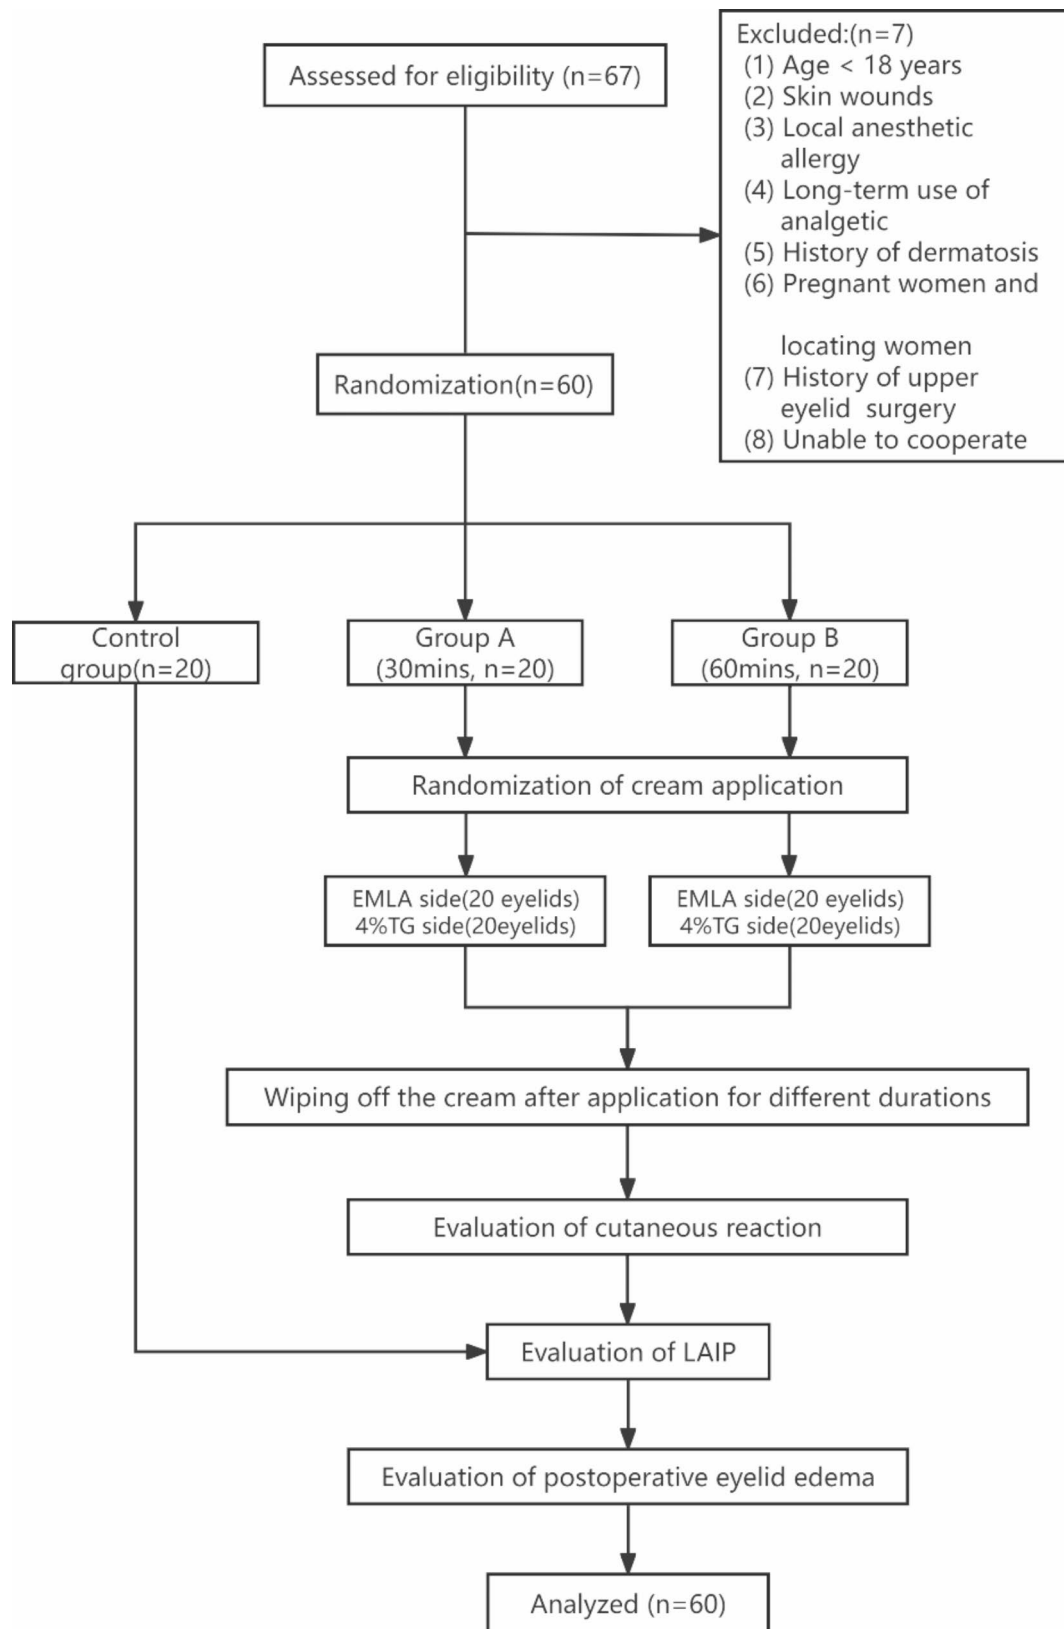 Assessed for eligibility (n=67)
Excluded:(n=7)
(1) Age < 18 years
(2) Skin wounds
(3) Local anesthetic
allergy
(4) Long-term use of
analgetic
(5) History of dermatosis
(6) Pregnant women and
locating women
(7) History of upper
eyelid surgery
(8) Unable to cooperate
Randomization(n=60)
Control
group(n=20)
Group A
(30mins, n=20)
Group B
(60mins, n=20)
Randomization of cream application
EMLA side(20 eyelids)
4%TG side(20eyelids)
EMLA side(20 eyelids)
4%TG side(20eyelids)
Wiping off the cream after application for different durations
Evaluation of cutaneous reaction
Evaluation of LAIP
Evaluation of postoperative eyelid edema
Analyzed (n=60)